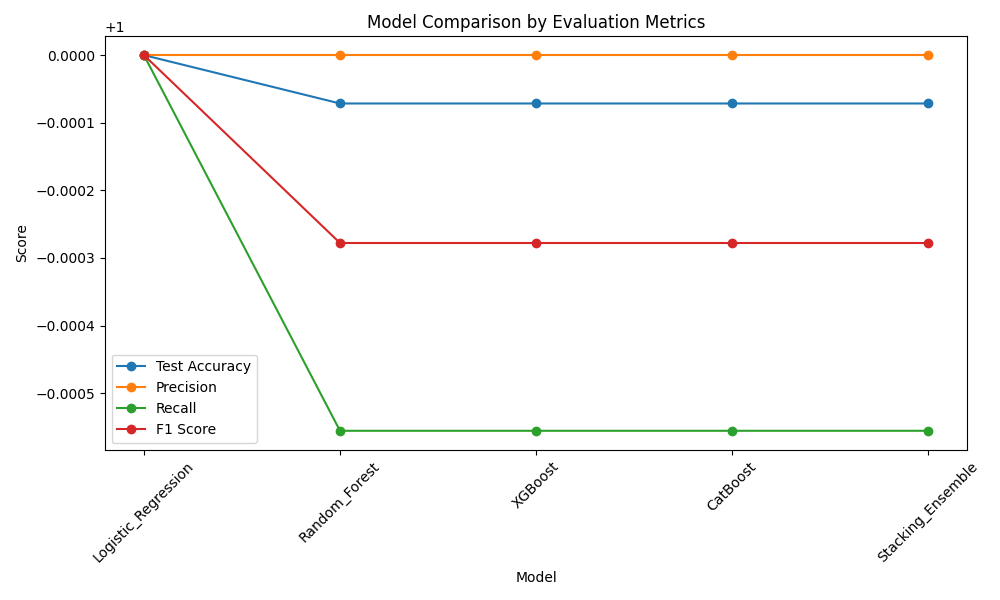 Model Comparison by Evaluation Metrics
+1
0.0000
−0.0001
−0.0002
−0.0003
−0.0004
−0.0005
Score
Test Accuracy
Precision
Recall
F1 Score
Logistic_Regression
Random_Forest
XGBoost
CatBoost
Stacking_Ensemble
Model